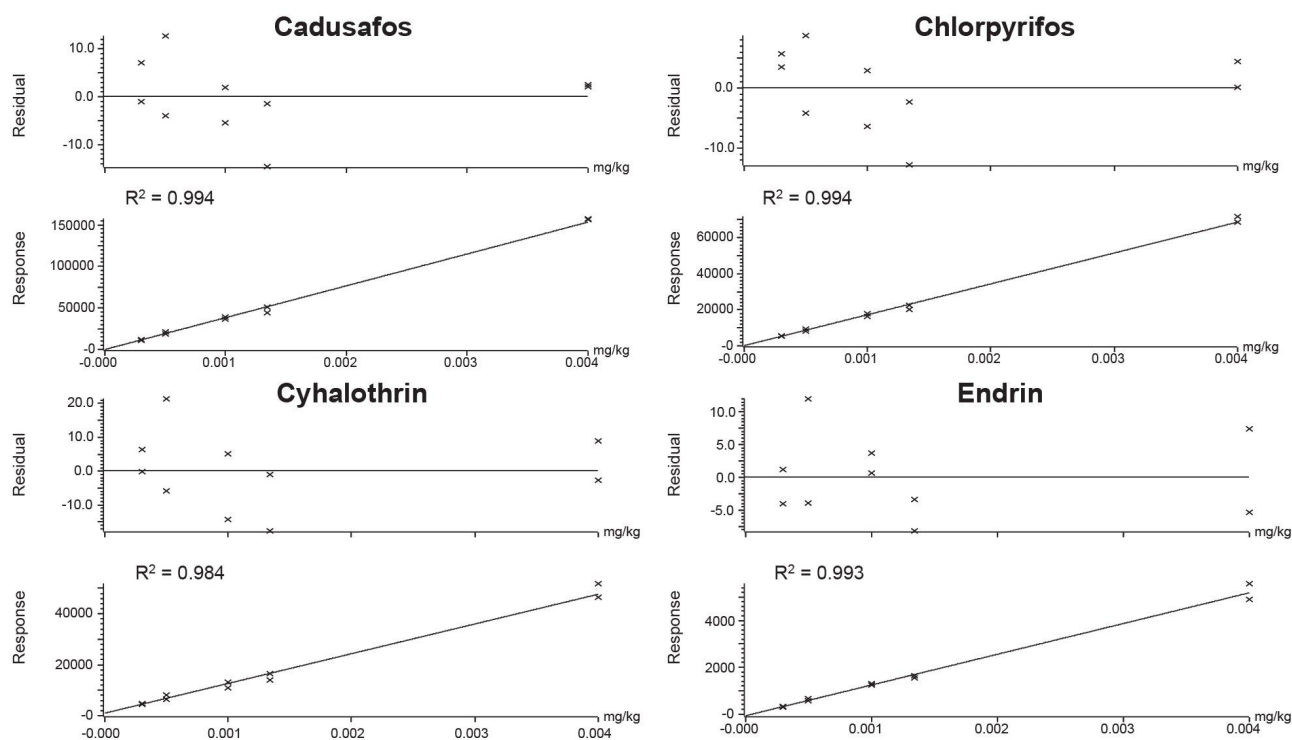 Cadusafos
Residual
10.0
0.0
-10.0
mg/kg
R² = 0.994
Response
150000
100000
50000
-0
-0.000
0.001
0.002
0.003
0.004
mg/kg
Chlorpyrifos
Residual
0.0
-10.0
mg/kg
R² = 0.994
Response
60000
40000
20000
-0
-0.000
0.001
0.002
0.003
0.004
mg/kg
Cyhalothrin
Residual
20.0
10.0
0.0
-10.0
mg/kg
R² = 0.984
Response
40000
20000
-0
-0.000
0.001
0.002
0.003
0.004
mg/kg
Endrin
Residual
10.0
5.0
0.0
-5.0
mg/kg
R² = 0.993
Response
4000
2000
-0
-0.000
0.001
0.002
0.003
0.004
mg/kg